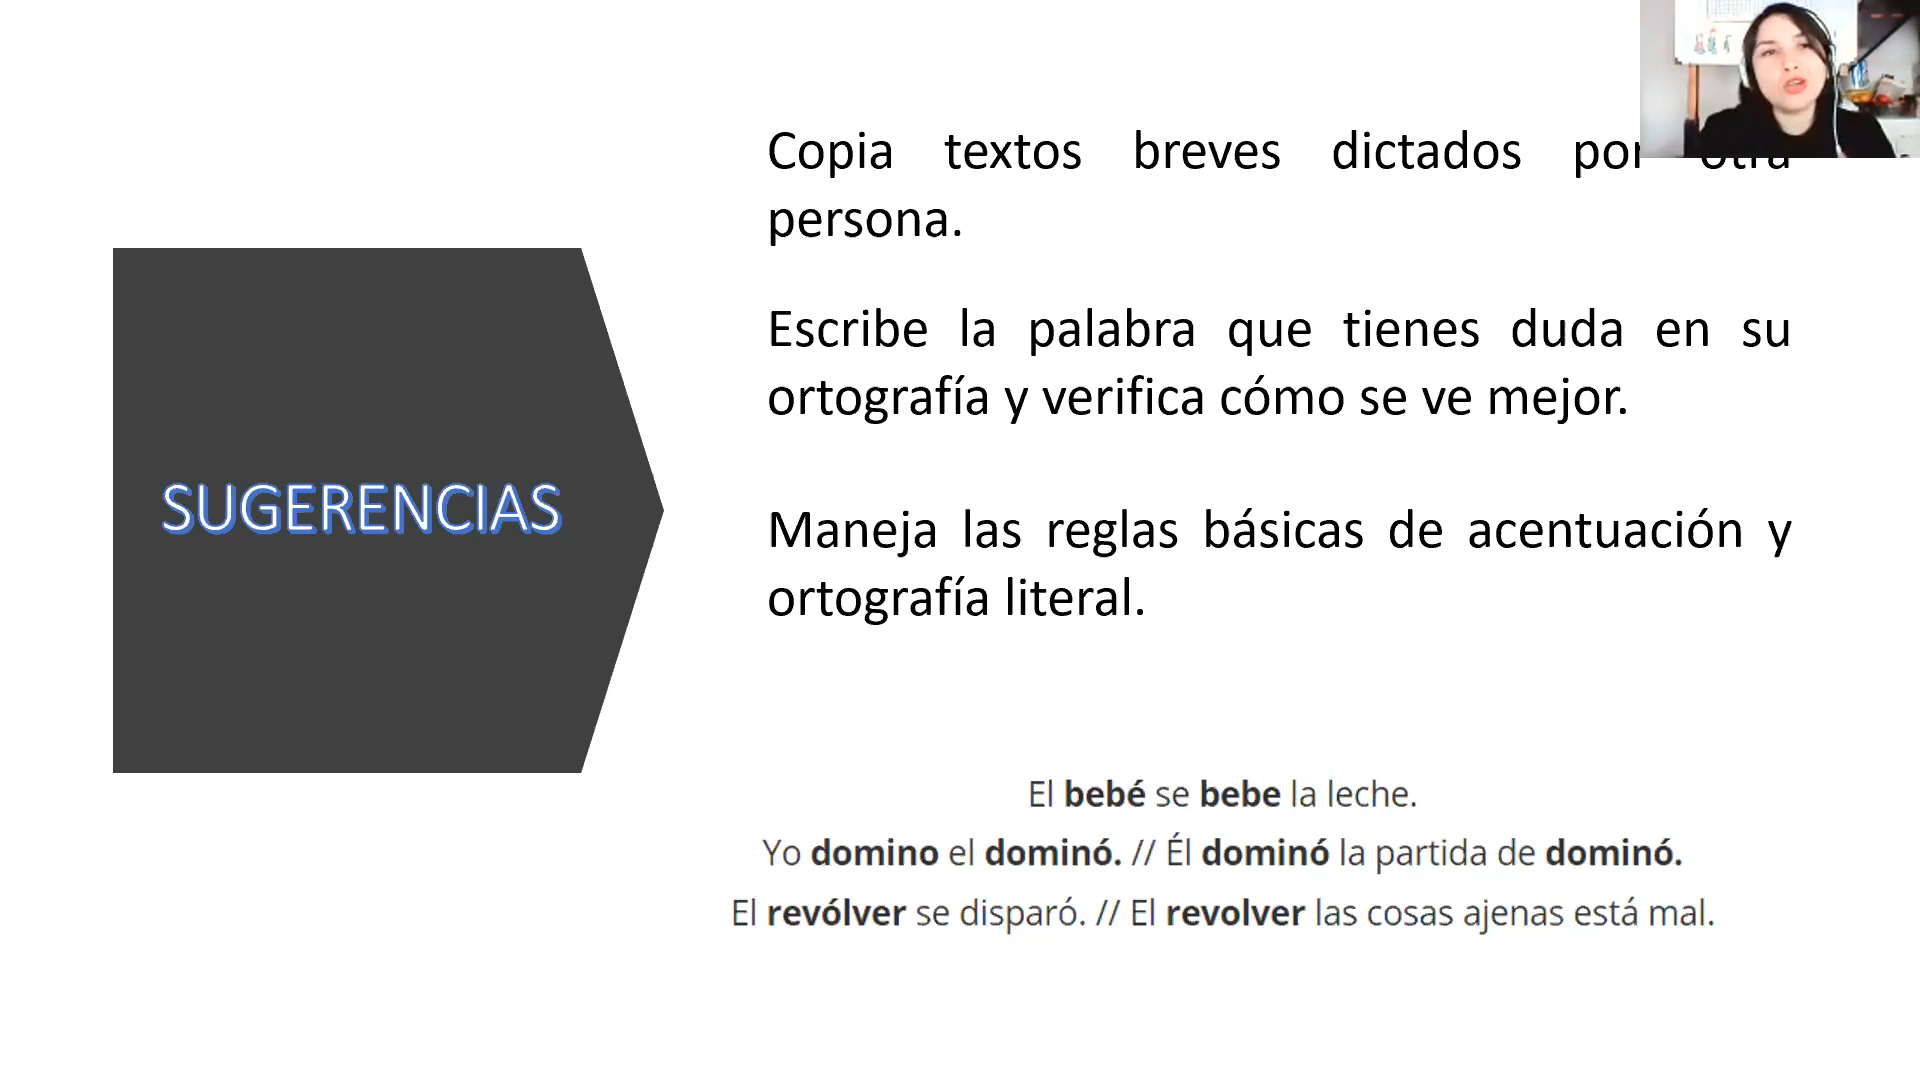 Copia textos breves dictados por otra
persona.
Escribe la palabra que tienes duda en su
ortografía y verifica cómo se ve mejor.
SUGERENCIAS
Maneja las reglas básicas de acentuación y
ortografía literal.
El bebé se bebe la leche.
Yo domino el dominó. // Él dominó la partida de dominó.
El revólver se disparó. // El revolver las cosas ajenas está mal.